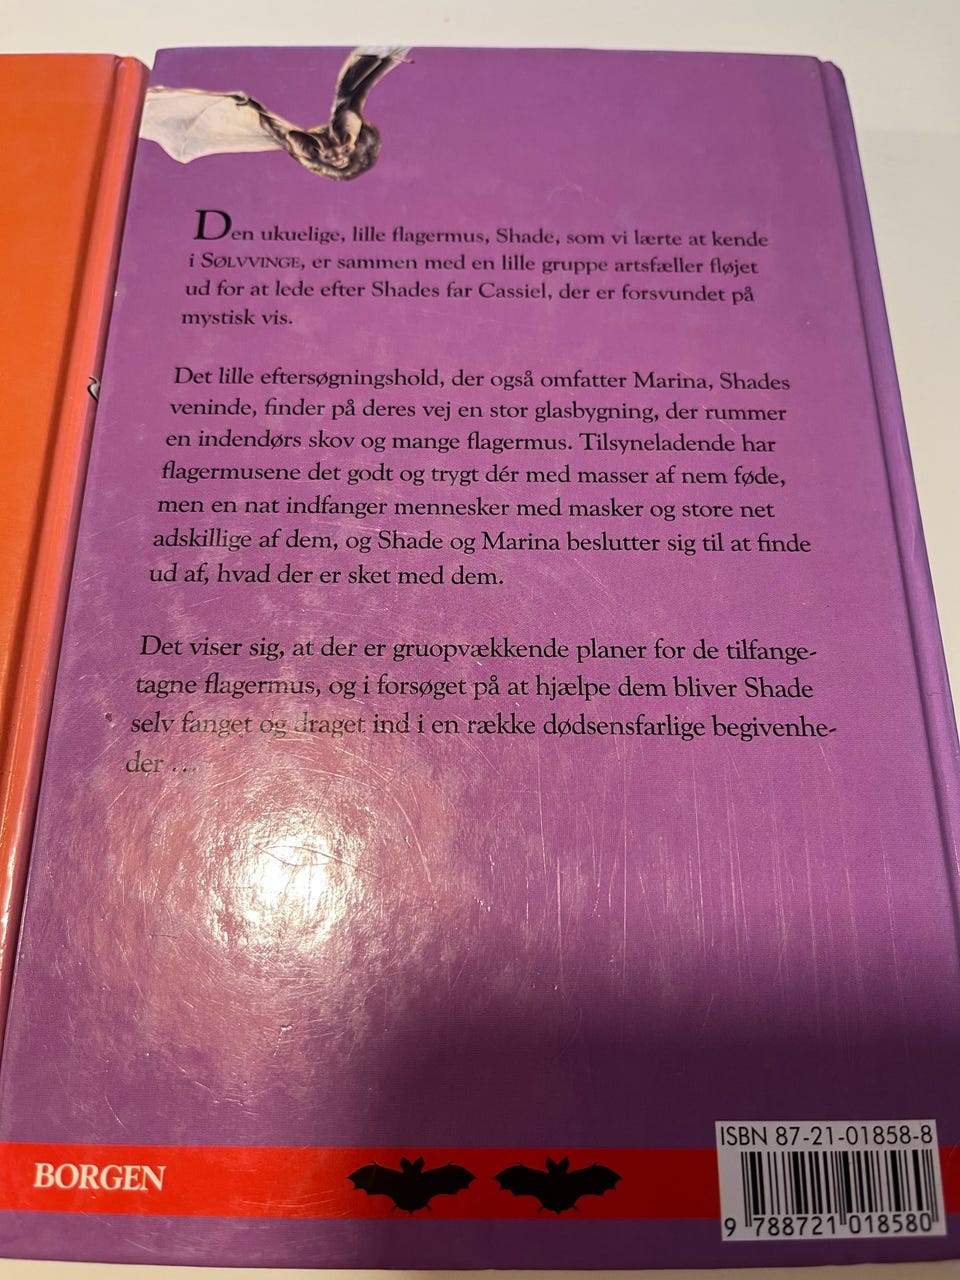 Den ukuelige, lille flagermus, Shade, som vi lærte at kende
i SØLVVINGE, er sammen med en lille gruppe artsfæller fløjet
ud for at lede efter Shades far Cassiel, der er forsvundet på
mystisk vis.
Det lille eftersøgningshold, der også omfatter Marina, Shades
veninde, finder på deres vej en stor glasbygning, der rummer
en indendørs skov og mange flagermus. Tilsyneladende har
flagermusene det godt og trygt dér med masser af nem føde,
men en nat indfanger mennesker med masker og store net
adskillige af dem, og Shade og Marina beslutter sig til at finde
ud af, hvad der er sket med dem.
Det viser sig, at der er gruopvækkende planer for de tilfange-
tagne flagermus, og i forsøget på at hjælpe dem bliver Shade
selv fanget og draget ind i en række dødsensfarlige begivenhe-
der ...
BORGEN
ISBN 87-21-01858-8
9 788721 018580